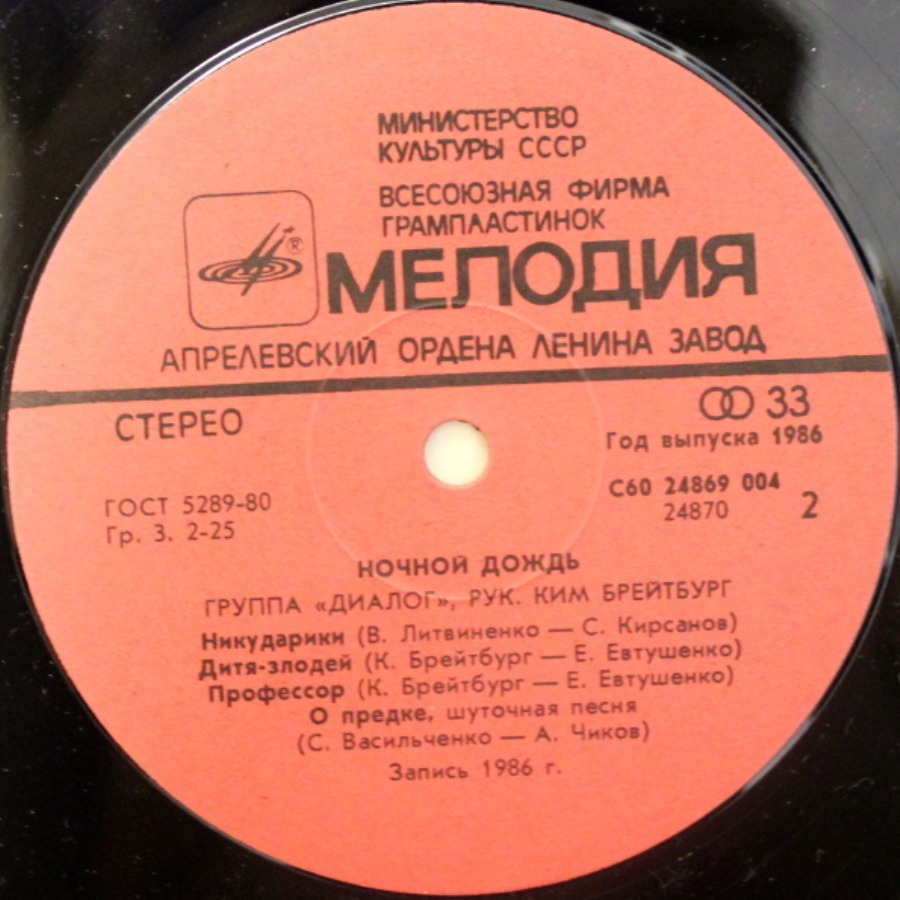 МИНИСТЕРСТВО
КУЛЬТУРЫ СССР
ВСЕСОЮЗНАЯ ФИРМА
ГРАМПЛАСТИНОК
®
МЕЛОДИЯ
АПРЕЛЕВСКИЙ ОРДЕНА ЛЕНИНА ЗАВОД
СТЕРЕО
33
Год выпуска 1986
ГОСТ 5289-80
Гр. 3. 2-25
С60 24869 004
24870
2
НОЧНОЙ ДОЖДЬ
ГРУППА «ДИАЛОГ», РУК. КИМ БРЕЙТБУРГ
Никударики (В. Литвиненко — С. Кирсанов)
Дитя-злодей (К. Брейтбург — Е. Евтушенко)
Профессор (К. Брейтбург — Е. Евтушенко)
О предке, шуточная песня
(С. Васильченко — А. Чиков)
Запись 1986 г.